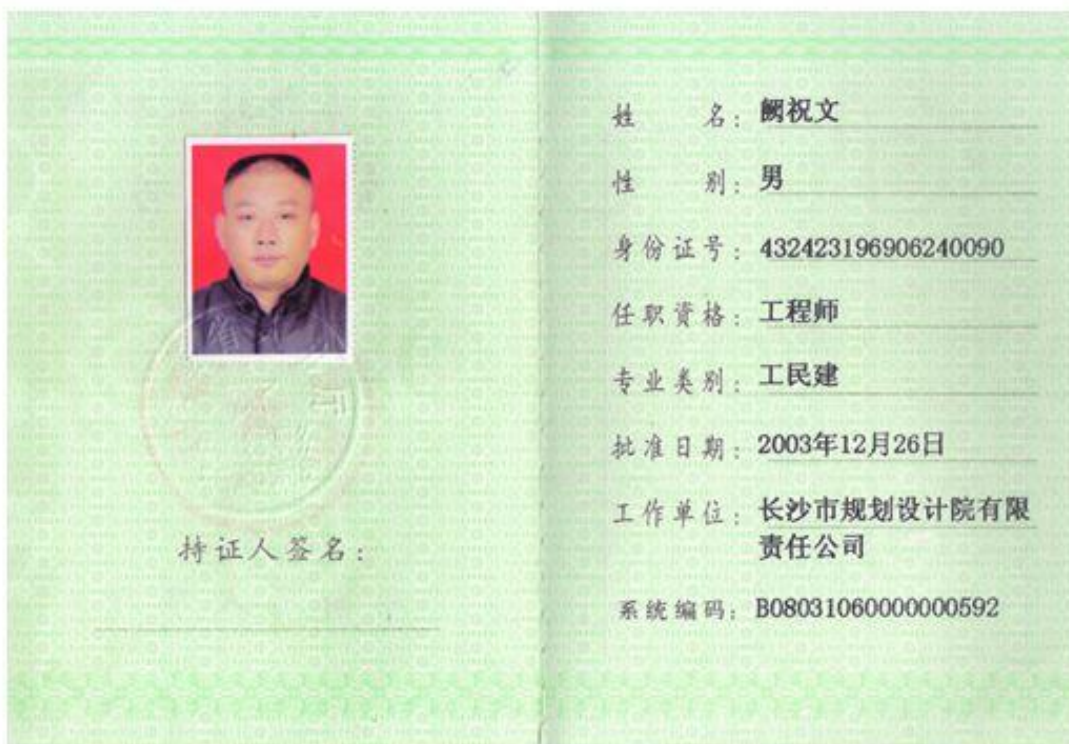 持证人签名：
姓名：阙祝文
性别：男
身份证号：432423196906240090
任职资格：工程师
专业类别：工民建
批准日期：2003年12月26日
工作单位：长沙市规划设计院有限
责任公司
系统编码：B08031060000000592